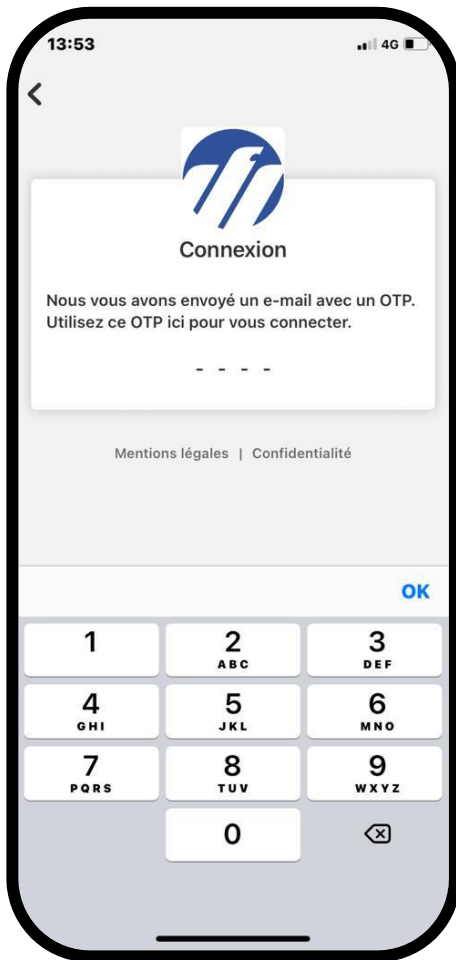 13:53
4G
Connexion
Nous vous avons envoyé un e-mail avec un OTP.
Utilisez ce OTP ici pour vous connecter.
- - - -
Mentions légales | Confidentialité
OK
1 2 3
ABC DEF
4 5 6
GHI JKL MNO
7 8 9
PQRS TUV WXYZ
0